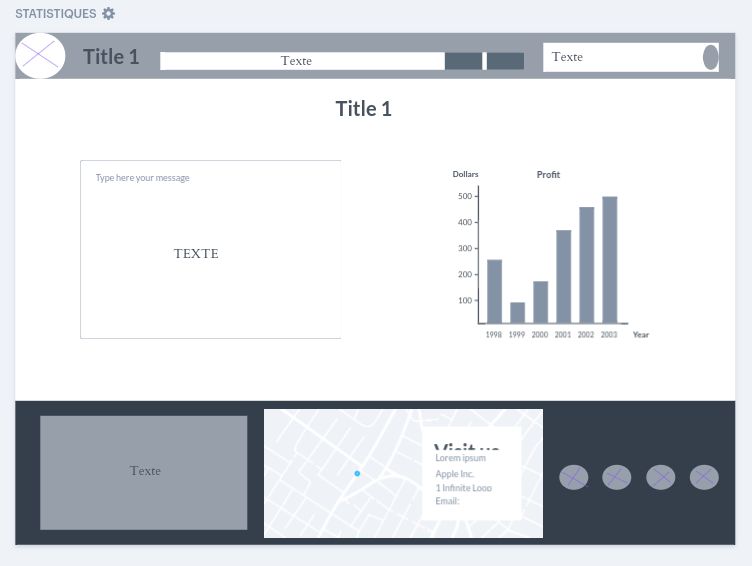 STATISTIQUES
Title 1
Texte
Texte
Title 1
Type here your message
TEXTE
Dollars
Profit
500
400
300
200
100
1998 1999 2000 2001 2002 2003 Year
Texte
Visit us
Lorem ipsum
Apple Inc.
1 Infinite Loop
Email: